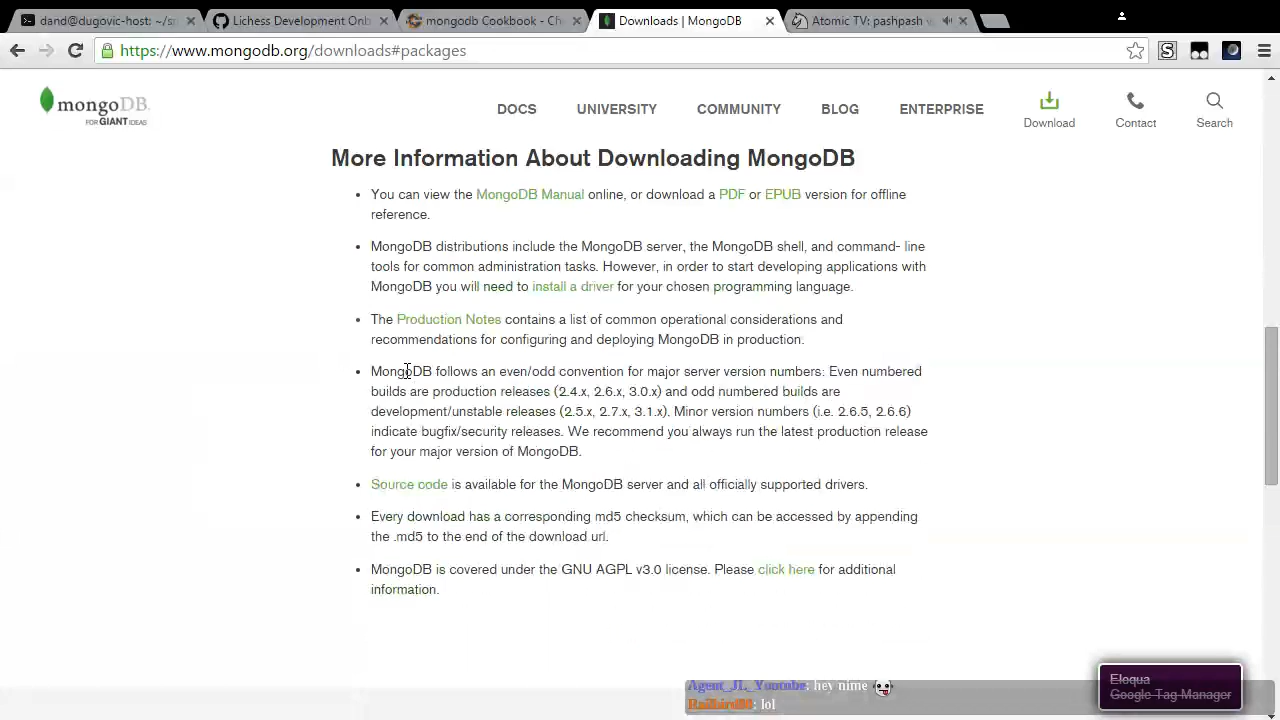 dand@dugovic-host: ~/sr
Lichess Development Onb
mongodb Cookbook - Che
Downloads | MongoDB
Atomic TV: pashpash v
https://www.mongodb.org/downloads#packages
mongoDB
FOR GIANT IDEAS
DOCS
UNIVERSITY
COMMUNITY
BLOG
ENTERPRISE
Download
Contact
Search
More Information About Downloading MongoDB
You can view the MongoDB Manual online, or download a PDF or EPUB version for offline
reference.
MongoDB distributions include the MongoDB server, the MongoDB shell, and command- line
tools for common administration tasks. However, in order to start developing applications with
MongoDB you will need to install a driver for your chosen programming language.
The Production Notes contains a list of common operational considerations and
recommendations for configuring and deploying MongoDB in production.
MongoDB follows an even/odd convention for major server version numbers: Even numbered
builds are production releases (2.4.x, 2.6.x, 3.0.x) and odd numbered builds are
development/unstable releases (2.5.x, 2.7.x, 3.1.x). Minor version numbers (i.e. 2.6.5, 2.6.6)
indicate bugfix/security releases. We recommend you always run the latest production release
for your major version of MongoDB.
Source code is available for the MongoDB server and all officially supported drivers.
Every download has a corresponding md5 checksum, which can be accessed by appending
the .md5 to the end of the download url.
MongoDB is covered under the GNU AGPL v3.0 license. Please click here for additional
information.
Eloqua
Google Tag Manager
: hey nime
: lol